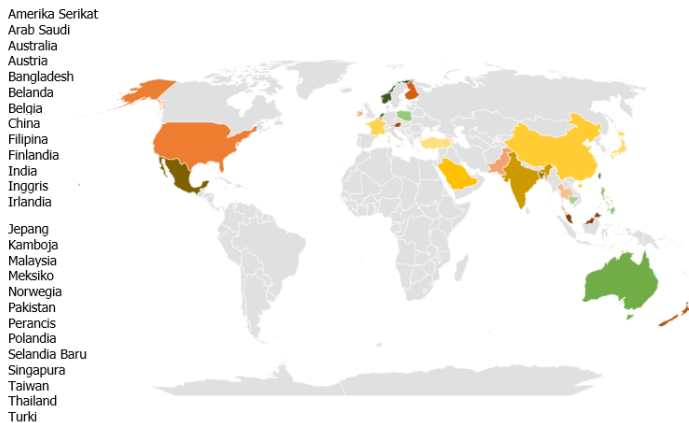 Amerika Serikat
Arab Saudi
Australia
Austria
Bangladesh
Belanda
Belgia
China
Filipina
Finlandia
India
Inggris
Irlandia
Jepang
Kamboja
Malaysia
Meksiko
Norwegia
Pakistan
Perancis
Polandia
Selandia Baru
Singapura
Taiwan
Thailand
Turki